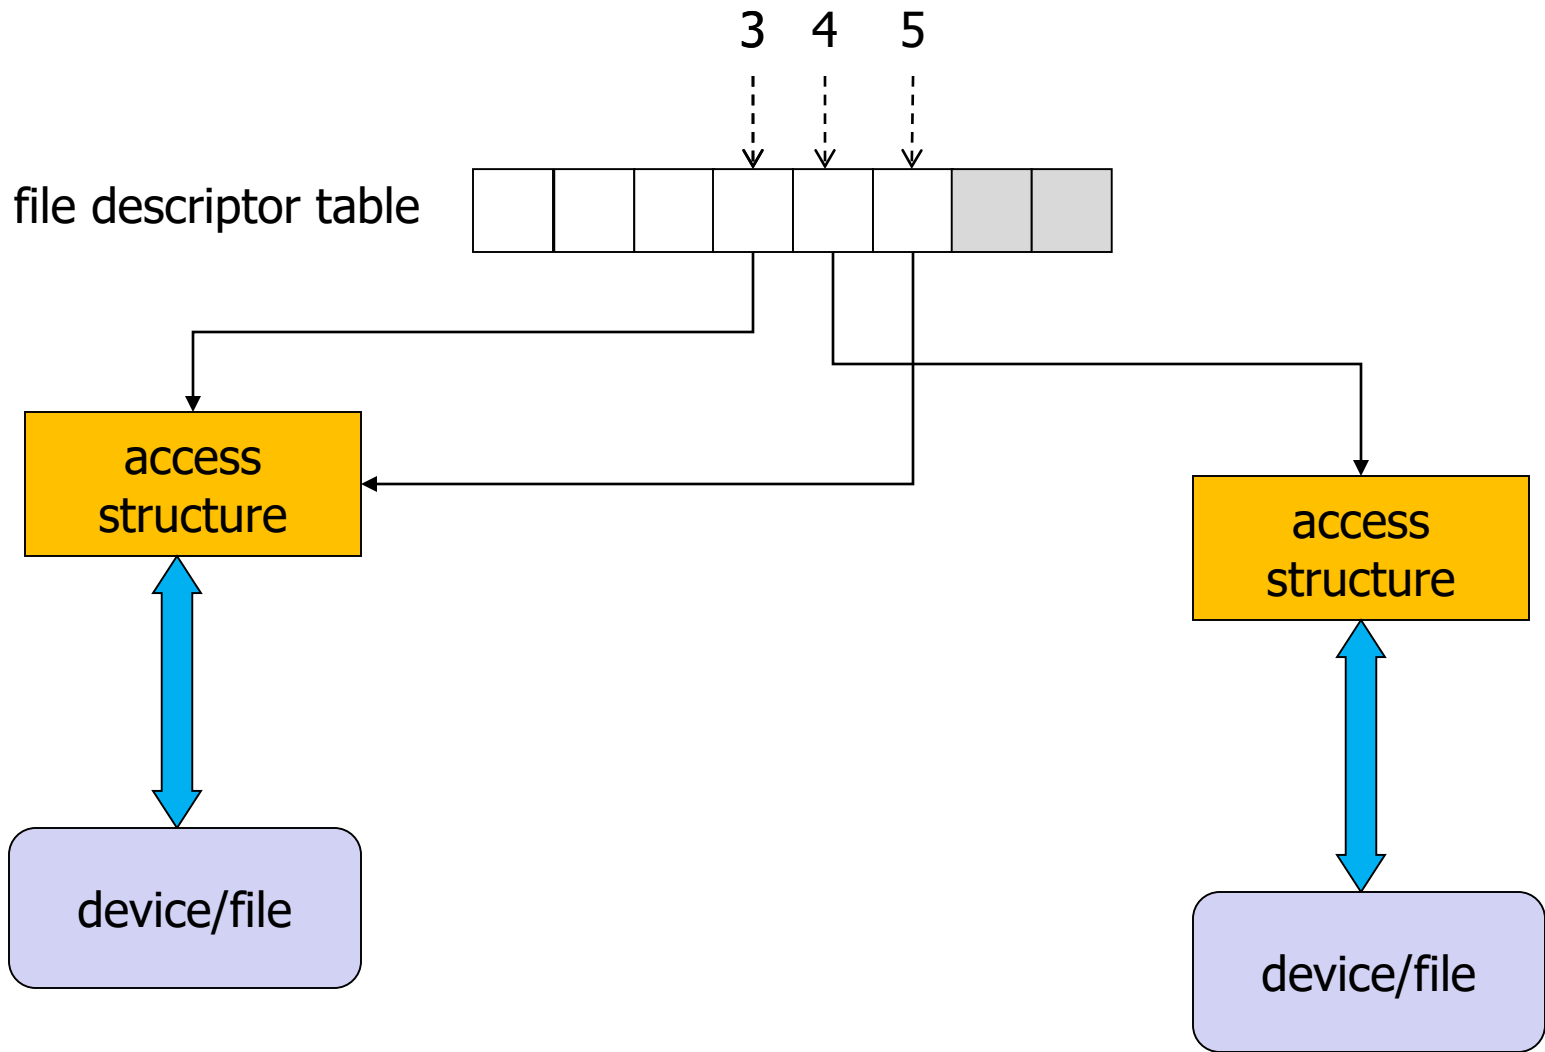 3 4 5
file descriptor table
access
structure
access
structure
device/file
device/file